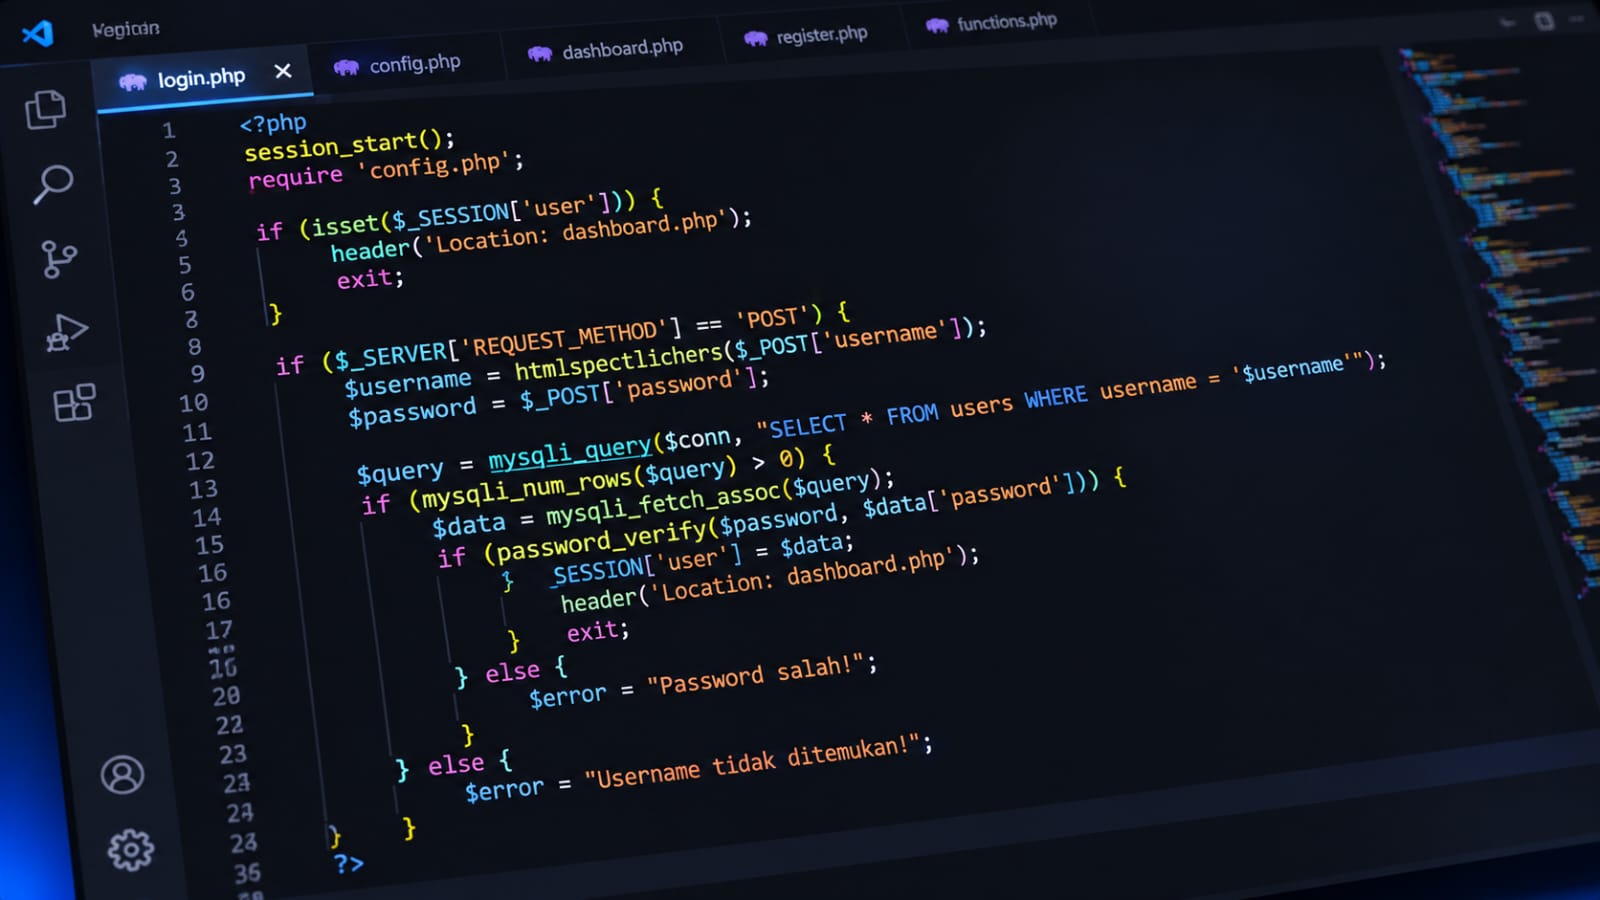 Kegican
login.php × config.php dashboard.php register.php functions.php
1 <?php
2 session_start();
3 require 'config.php';
3
4 if (isset($_SESSION['user'])) {
5 header('Location: dashboard.php');
6 exit;
3 }
8
9 if ($_SERVER['REQUEST_METHOD'] == 'POST') {
10 $username = htmlspectlichers($_POST['username']);
11 $password = $_POST['password'];
12
13 $query = mysqli_query($conn, "SELECT * FROM users WHERE username = '$username'");
14 if (mysqli_num_rows($query) > 0) {
15 $data = mysqli_fetch_assoc($query);
16 if (password_verify($password, $data['password'])) {
16 } _SESSION['user'] = $data;
17 header('Location: dashboard.php');
16 } exit;
20 } else {
22 $error = "Password salah!";
23 }
23 } else {
24 $error = "Username tidak ditemukan!";
23 } }
36 ?>